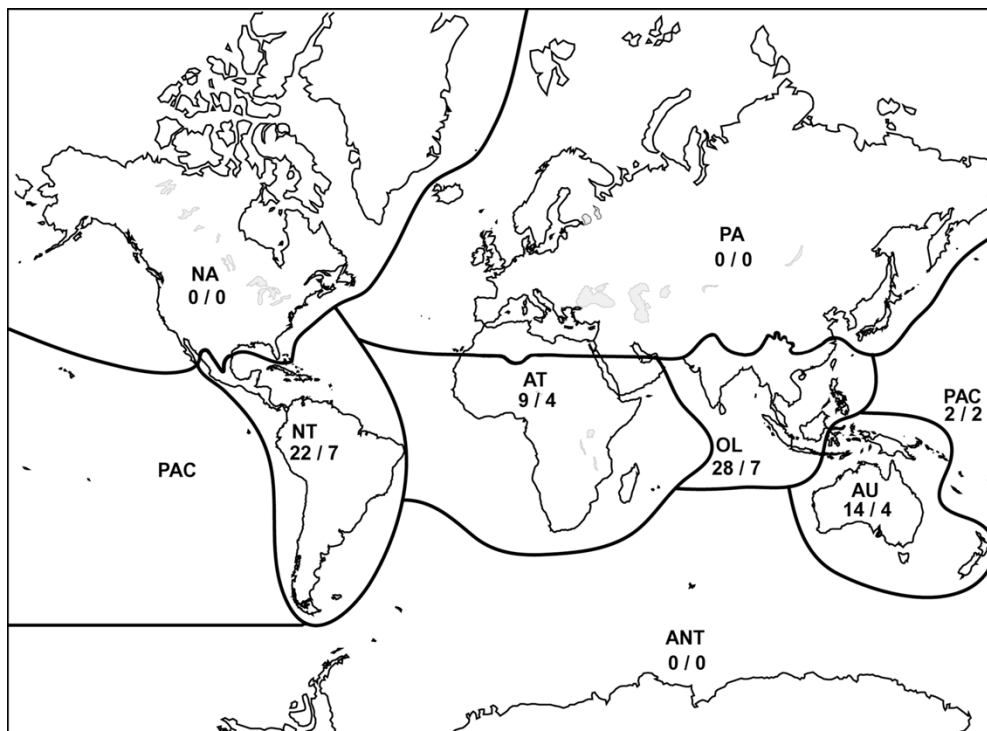 NA
0 / 0
PA
0 / 0
AT
9 / 4
PAC
2 / 2
NT
22 / 7
OL
28 / 7
PAC
AU
14 / 4
ANT
0 / 0